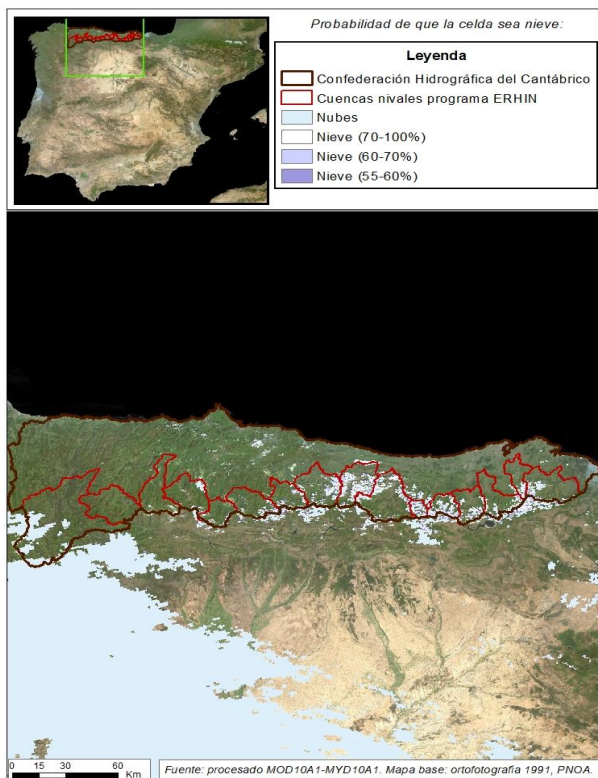 Probabilidad de que la celda sea nieve:
Leyenda
Confederación Hidrográfica del Cantábrico
Cuencas nivales programa ERHIN
Nubes
Nieve (70-100%)
Nieve (60-70%)
Nieve (55-60%)
0 15 30 60
Km
Fuente: procesado MOD10A1-MYD10A1. Mapa base: ortofotografia 1991, PNOA.